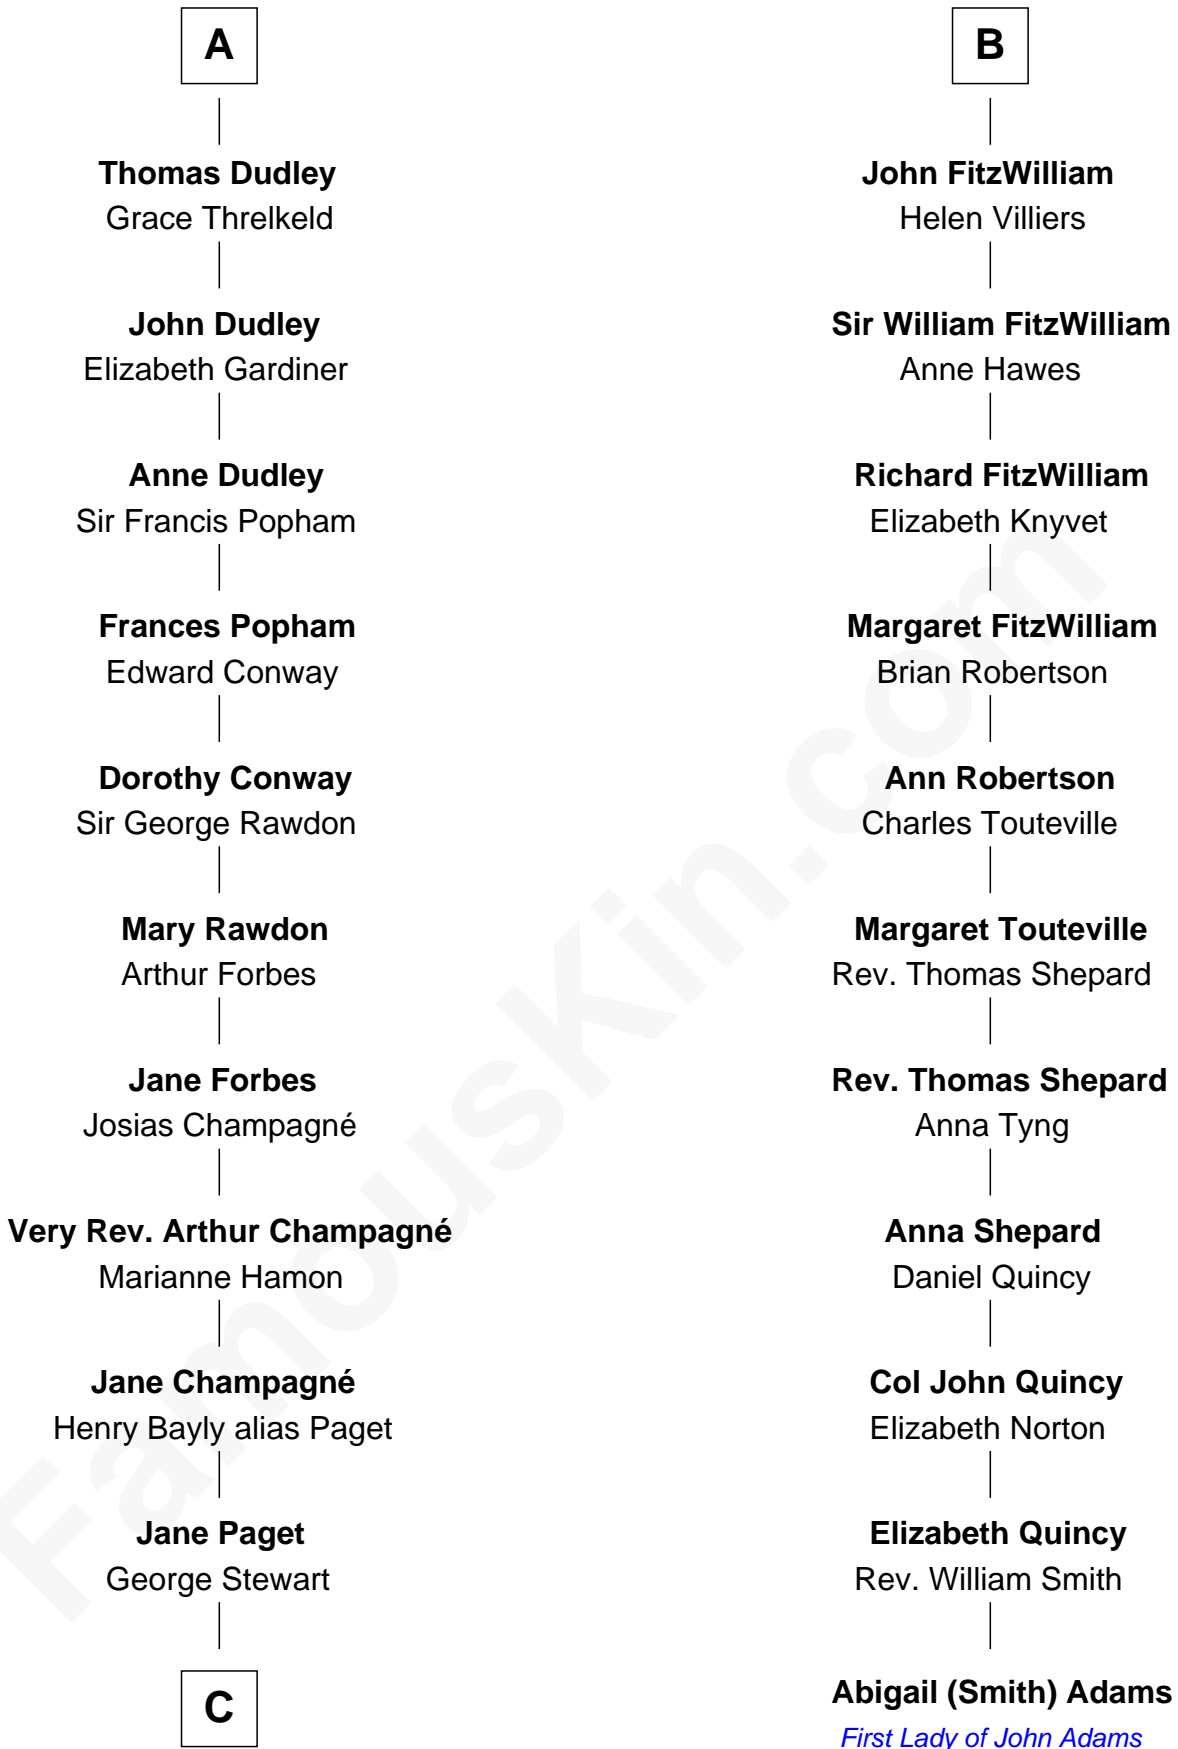 A
Thomas Dudley
Grace Threlkeld
John Dudley
Elizabeth Gardiner
Anne Dudley
Sir Francis Popham
Frances Popham
Edward Conway
Dorothy Conway
Sir George Rawdon
Mary Rawdon
Arthur Forbes
Jane Forbes
Josias Champagné
Very Rev. Arthur Champagné
Marianne Hamon
Jane Champagné
Henry Bayly alias Paget
Jane Paget
George Stewart
C
B
John FitzWilliam
Helen Villiers
Sir William FitzWilliam
Anne Hawes
Richard FitzWilliam
Elizabeth Knyvet
Margaret FitzWilliam
Brian Robertson
Ann Robertson
Charles Touteville
Margaret Touteville
Rev. Thomas Shepard
Rev. Thomas Shepard
Anna Tyng
Anna Shepard
Daniel Quincy
Col John Quincy
Elizabeth Norton
Elizabeth Quincy
Rev. William Smith
Abigail (Smith) Adams
First Lady of John Adams
FamousKin.com